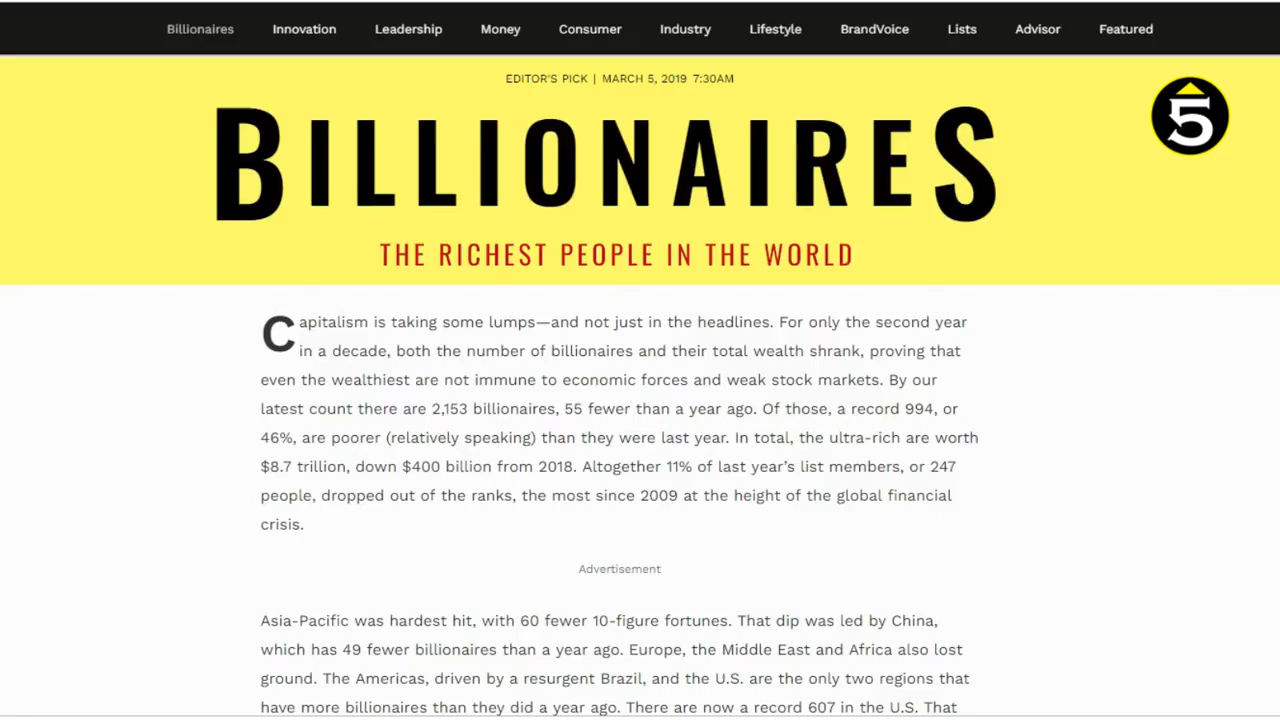 Billionaires Innovation Leadership Money Consumer Industry Lifestyle BrandVoice Lists Advisor Featured
EDITOR'S PICK | MARCH 5, 2019 7:30AM
5
BILLIONAIRES
THE RICHEST PEOPLE IN THE WORLD
Capitalism is taking some lumps—and not just in the headlines. For only the second year
in a decade, both the number of billionaires and their total wealth shrank, proving that
even the wealthiest are not immune to economic forces and weak stock markets. By our
latest count there are 2,153 billionaires, 55 fewer than a year ago. Of those, a record 994, or
46%, are poorer (relatively speaking) than they were last year. In total, the ultra-rich are worth
$8.7 trillion, down $400 billion from 2018. Altogether 11% of last year’s list members, or 247
people, dropped out of the ranks, the most since 2009 at the height of the global financial
crisis.
Advertisement
Asia-Pacific was hardest hit, with 60 fewer 10-figure fortunes. That dip was led by China,
which has 49 fewer billionaires than a year ago. Europe, the Middle East and Africa also lost
ground. The Americas, driven by a resurgent Brazil, and the U.S. are the only two regions that
have more billionaires than they did a year ago. There are now a record 607 in the U.S. That